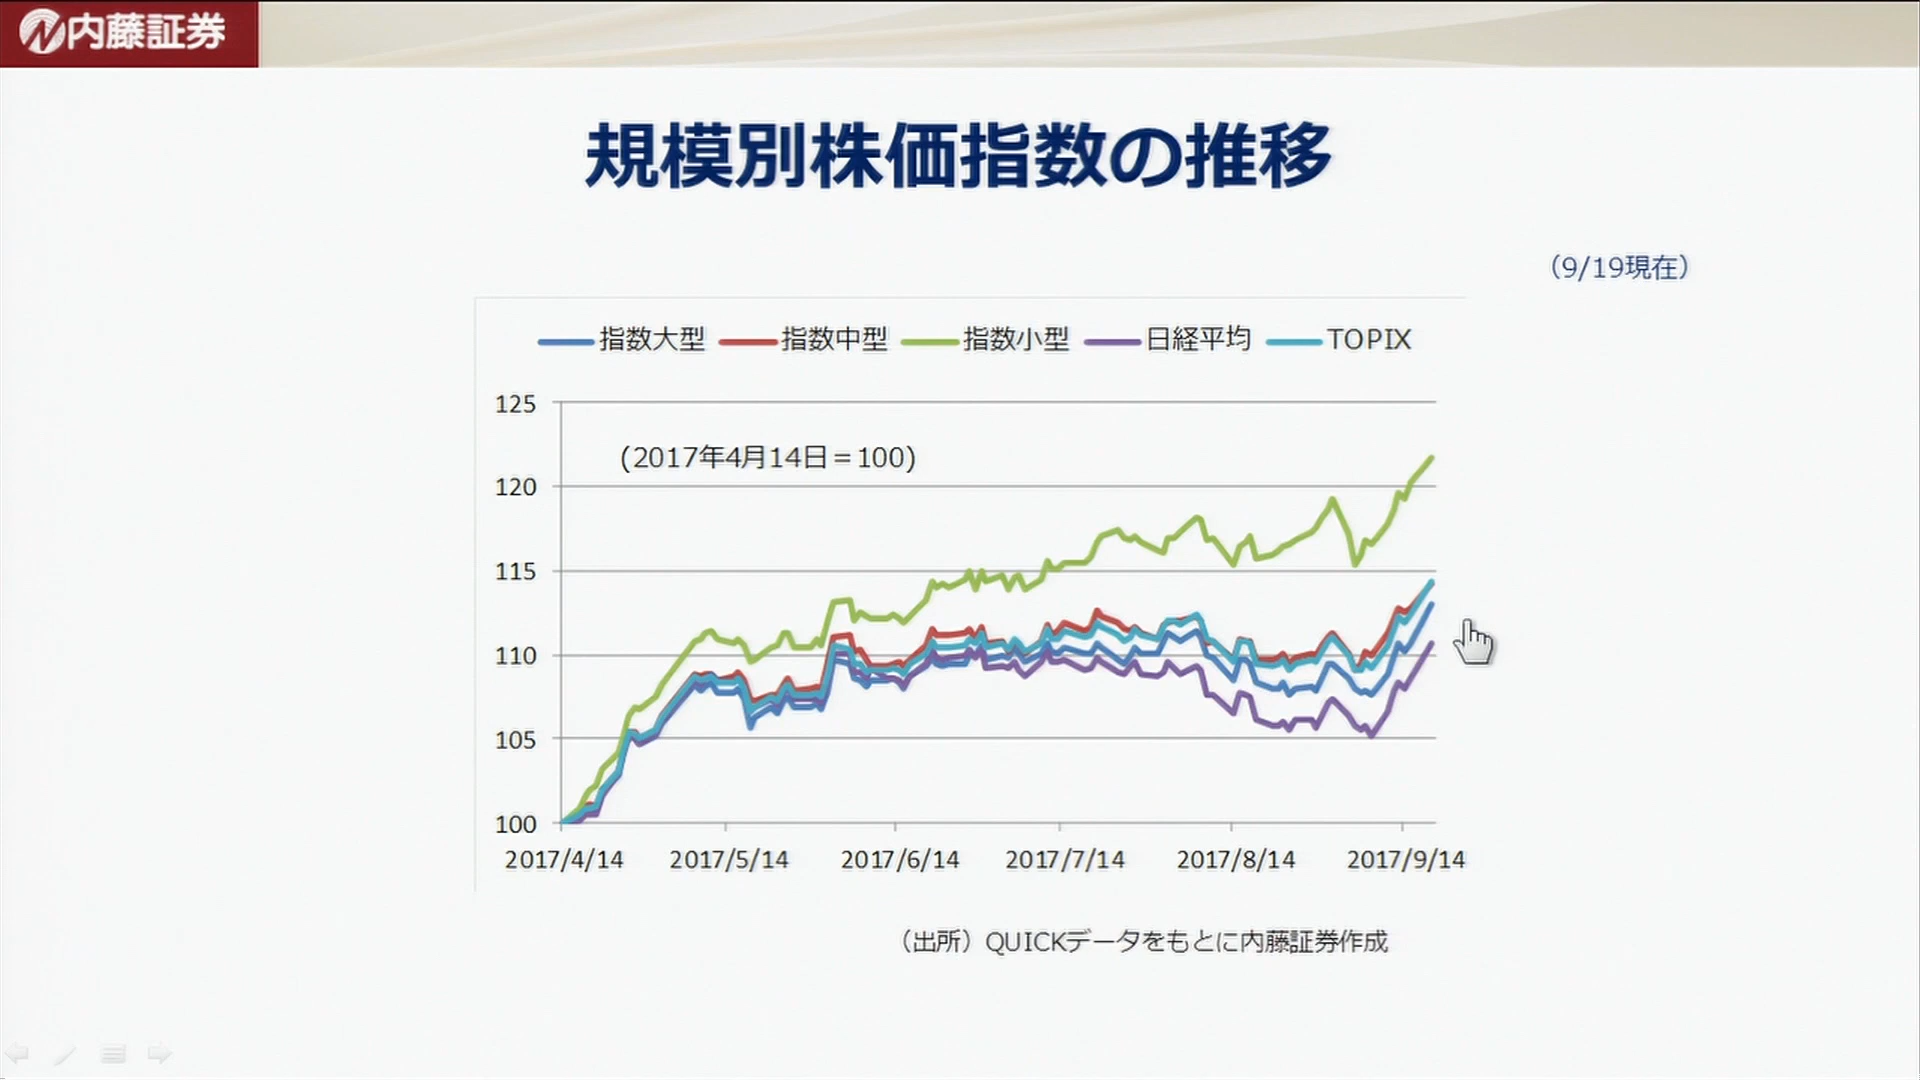 内藤証券
規模別株価指数の推移
（9/19現在）
指数大型 指数中型 指数小型 日経平均 TOPIX
125
(2017年4月14日＝100)
120
115
110
105
100
2017/4/14 2017/5/14 2017/6/14 2017/7/14 2017/8/14 2017/9/14
（出所）QUICKデータをもとに内藤証券作成